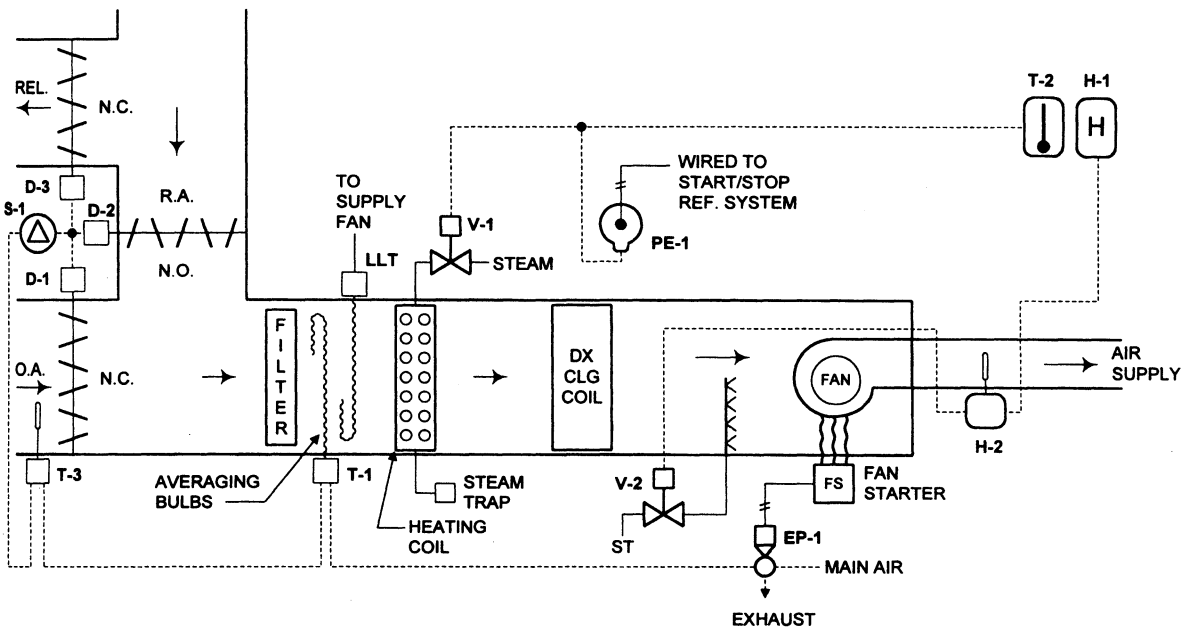 T-2
H-1
H
REL.
N.C.
D-3
R.A.
S-1
D-2
N.O.
D-1
TO
SUPPLY
FAN
V-1
LLT
STEAM
WIRED TO
START/STOP
REF. SYSTEM
PE-1
O.A.
N.C.
FILTER
DX
CLG
COIL
FAN
AIR
SUPPLY
H-2
T-3
AVERAGING
BULBS
T-1
STEAM
TRAP
HEATING
COIL
V-2
ST
FS
FAN
STARTER
EP-1
MAIN AIR
EXHAUST